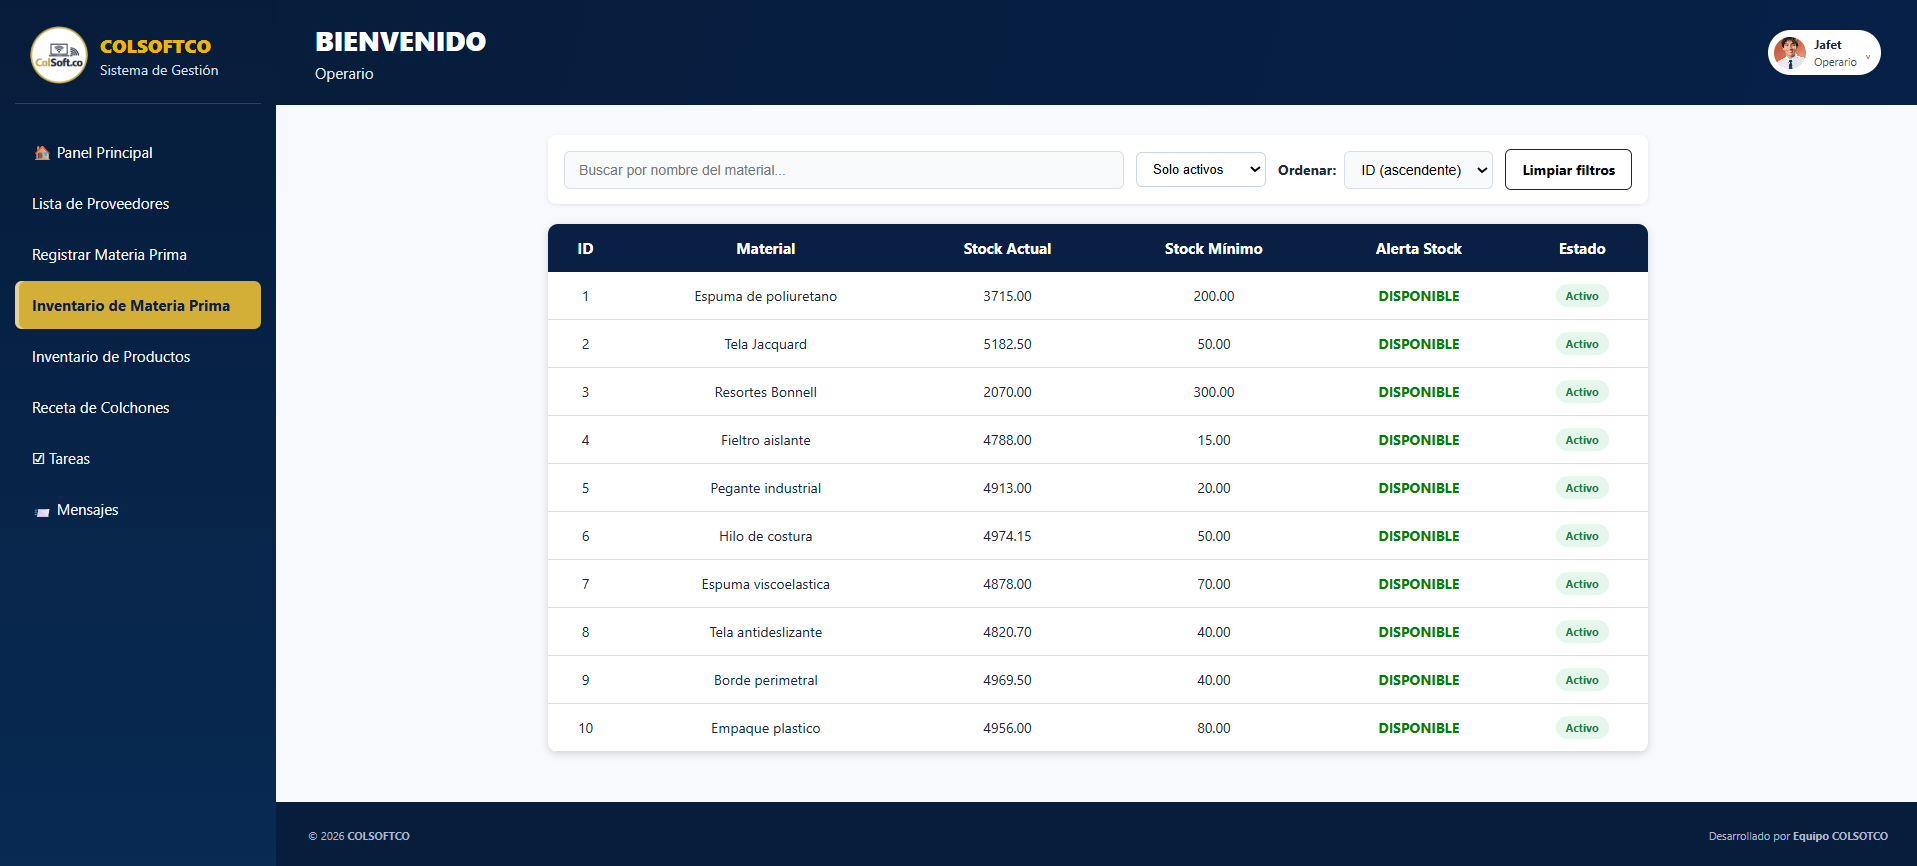 ColSoft.co
COLSOFTCO
Sistema de Gestión
Panel Principal
Lista de Proveedores
Registrar Materia Prima
Inventario de Materia Prima
Inventario de Productos
Receta de Colchones
Tareas
Mensajes
BIENVENIDO
Operario
Jafet
Operario
Buscar por nombre del material...
Solo activos
Ordenar:
ID (ascendente)
Limpiar filtros
ID Material Stock Actual Stock Mínimo Alerta Stock Estado
1 Espuma de poliuretano 3715.00 200.00 DISPONIBLE Activo
2 Tela Jacquard 5182.50 50.00 DISPONIBLE Activo
3 Resortes Bonnell 2070.00 300.00 DISPONIBLE Activo
4 Fieltro aislante 4788.00 15.00 DISPONIBLE Activo
5 Pegante industrial 4913.00 20.00 DISPONIBLE Activo
6 Hilo de costura 4974.15 50.00 DISPONIBLE Activo
7 Espuma viscoelastica 4878.00 70.00 DISPONIBLE Activo
8 Tela antideslizante 4820.70 40.00 DISPONIBLE Activo
9 Borde perimetral 4969.50 40.00 DISPONIBLE Activo
10 Empaque plastico 4956.00 80.00 DISPONIBLE Activo
© 2026 COLSOFTCO
Desarrollado por Equipo COLSOTCO